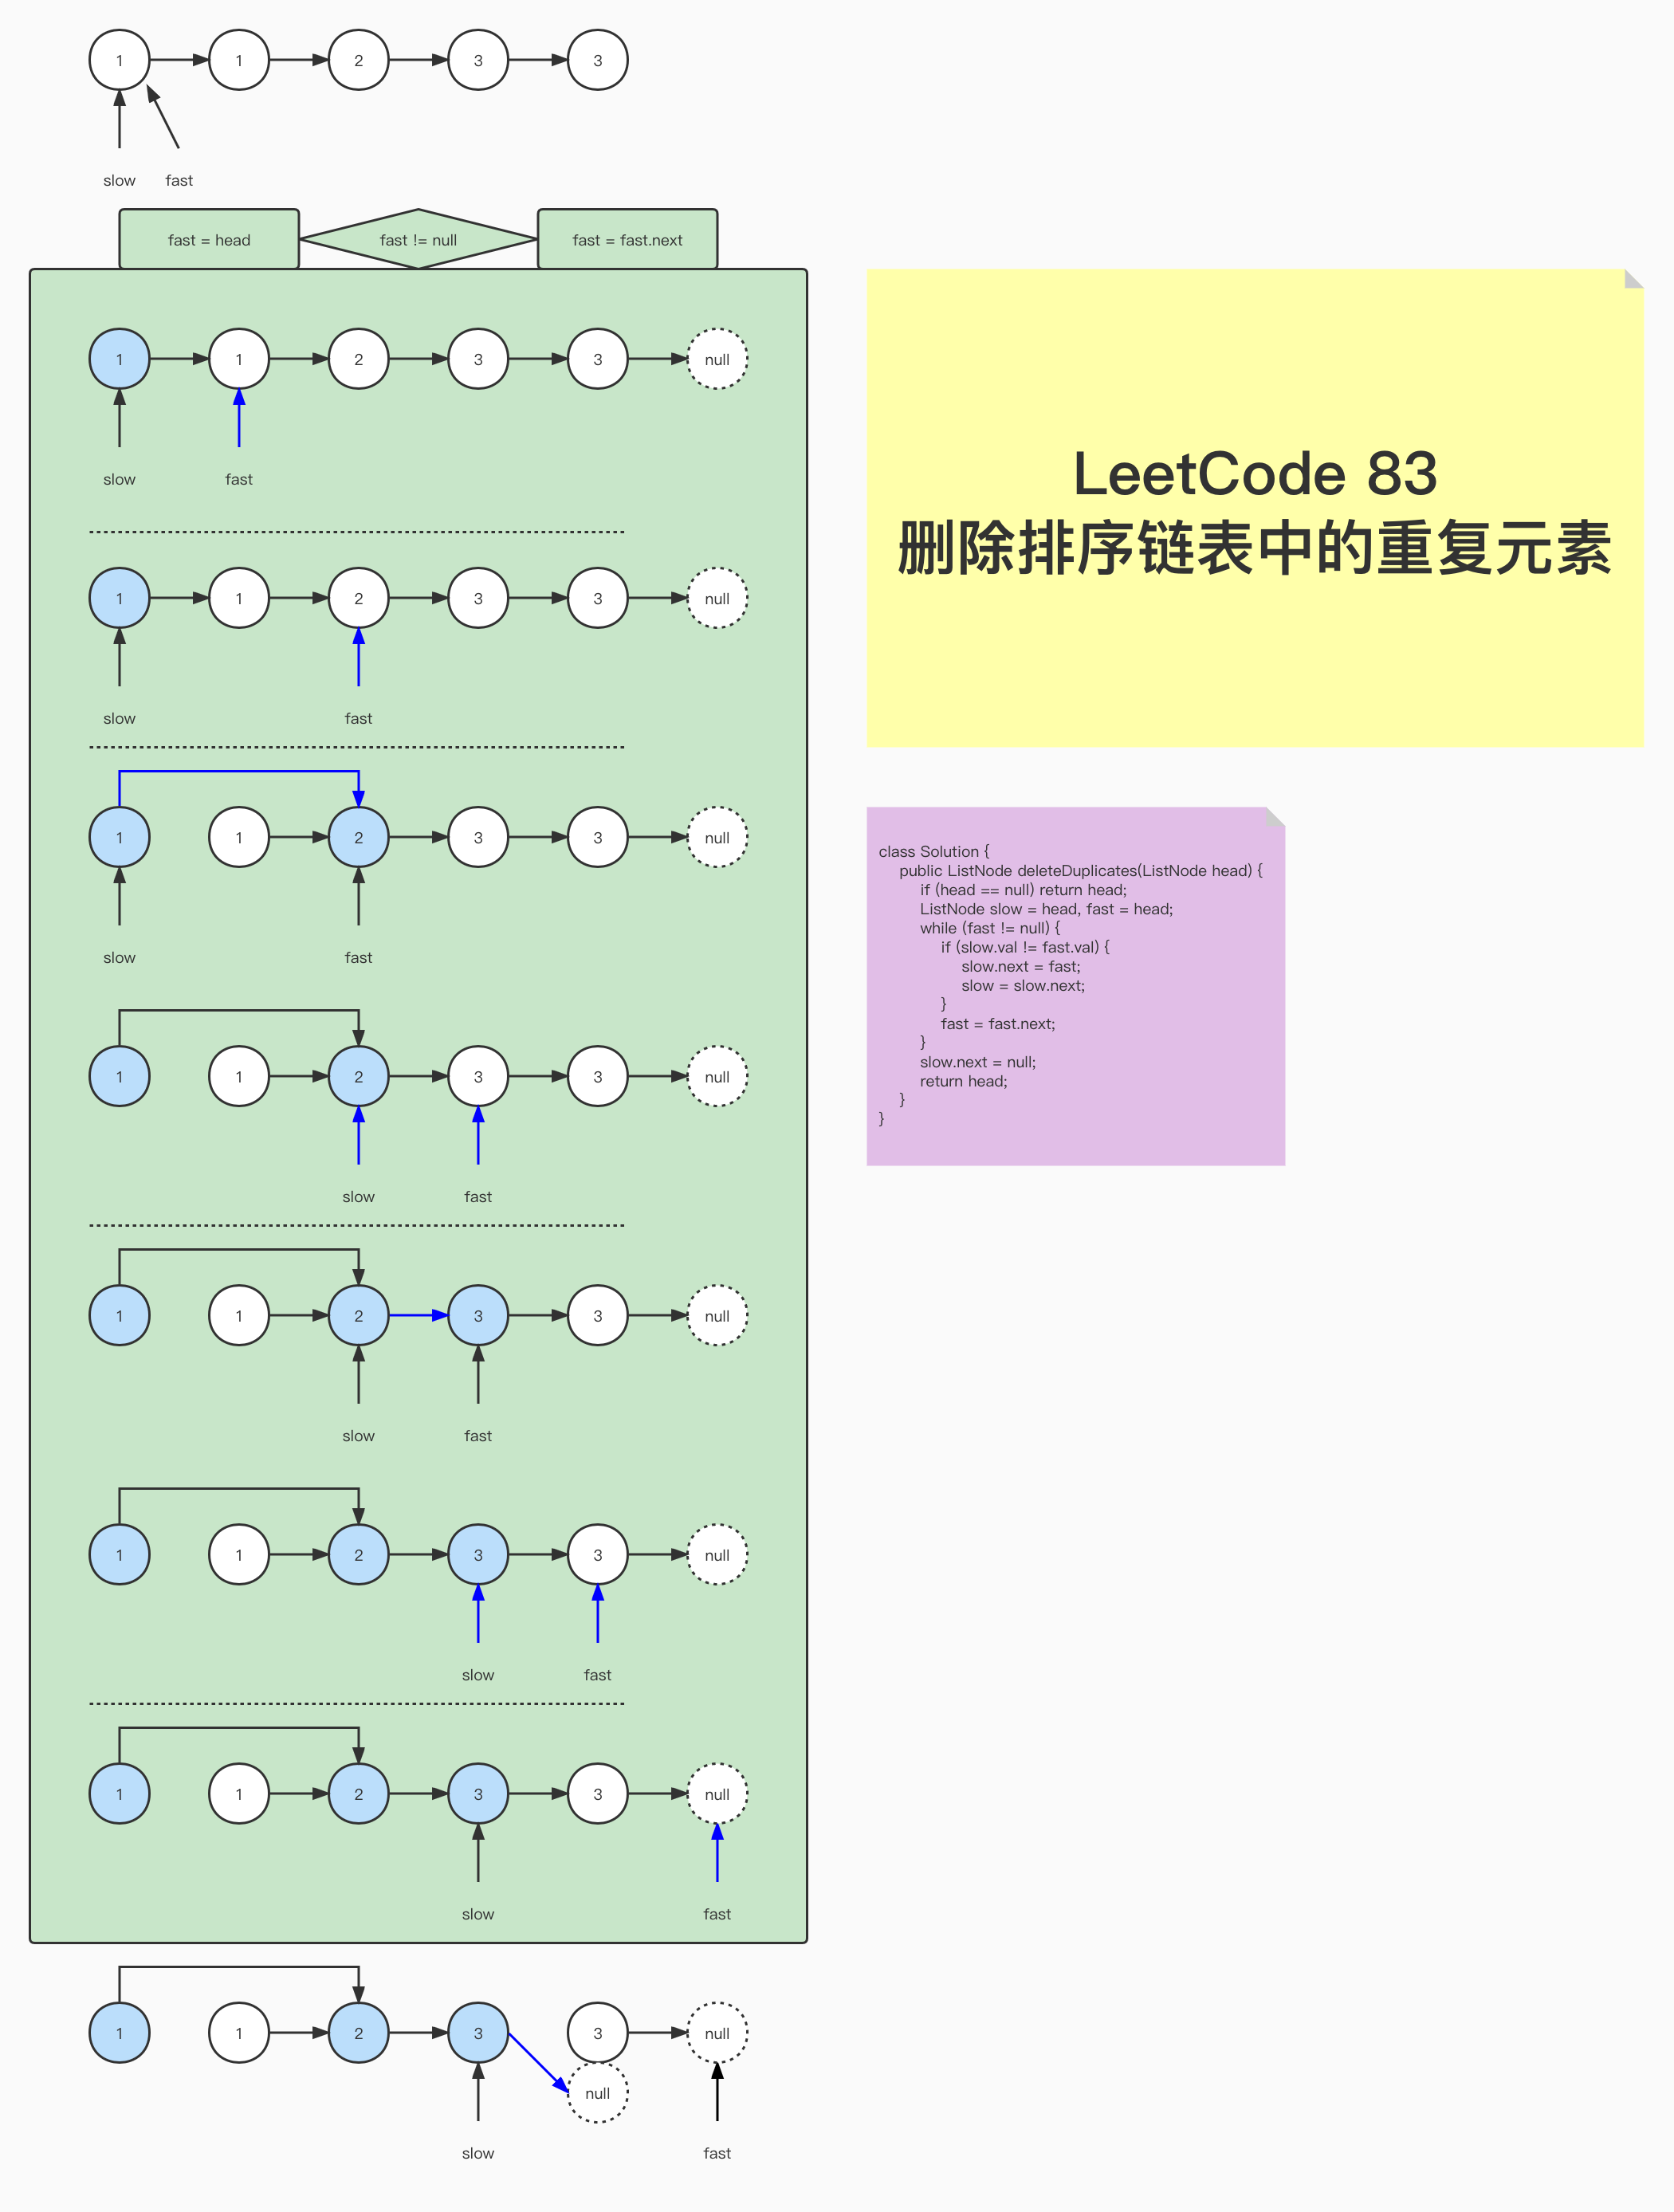 1 1 2 3 3
slow fast
fast = head fast != null fast = fast.next
1 1 2 3 3 null
slow fast
1 1 2 3 3 null
slow fast
1 1 2 3 3 null
slow fast
1 1 2 3 3 null
slow fast
1 1 2 3 3 null
slow fast
1 1 2 3 3 null
slow fast
1 1 2 3 3 null
slow fast
1 1 2 3 3 null
null
slow fast
LeetCode 83
删除排序链表中的重复元素
class Solution {
public ListNode deleteDuplicates(ListNode head) {
if (head == null) return head;
ListNode slow = head, fast = head;
while (fast != null) {
if (slow.val != fast.val) {
slow.next = fast;
slow = slow.next;
}
fast = fast.next;
}
slow.next = null;
return head;
}
}